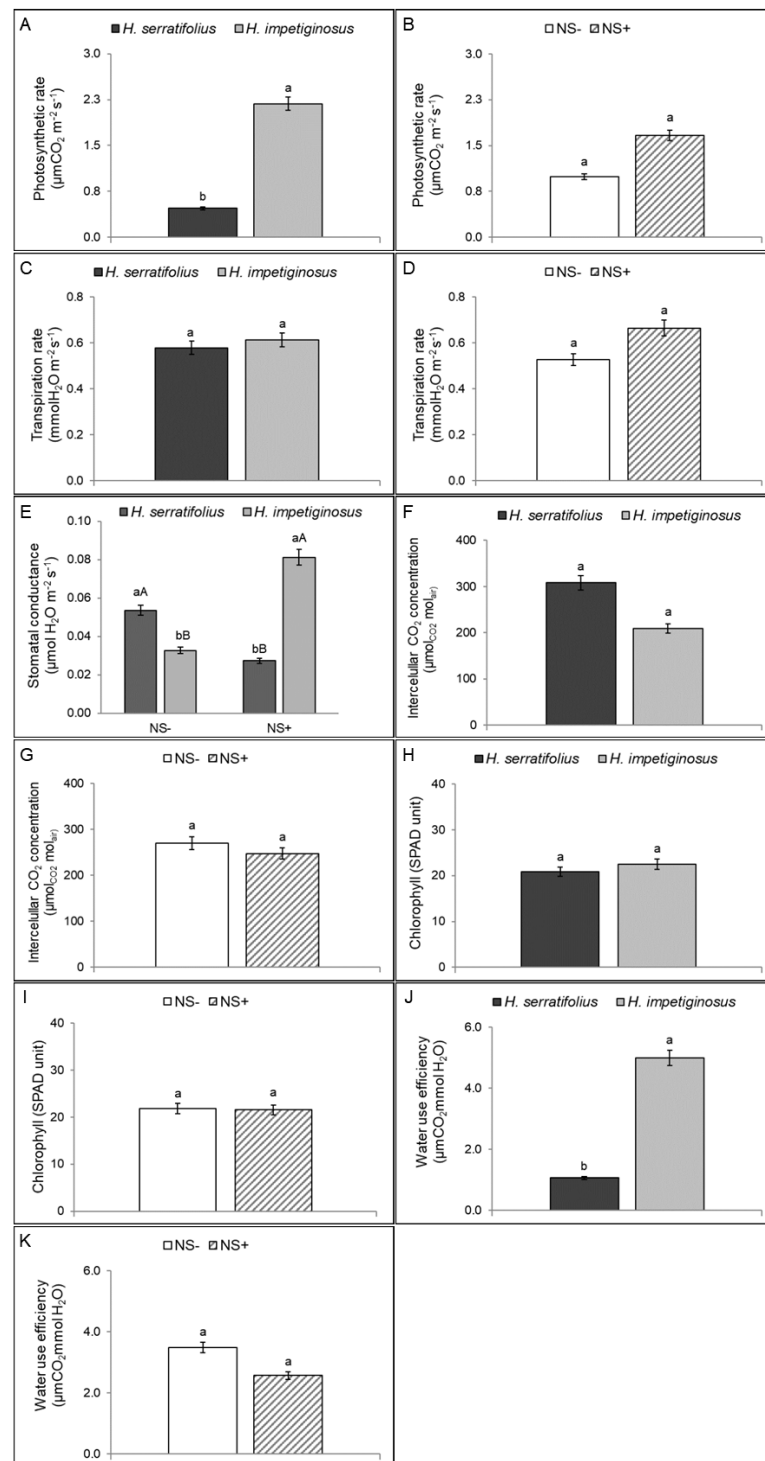 A
H. serratifolius H. impetiginosus
Photosynthetic rate
(µmCO₂ m⁻² s⁻¹)
3.0
2.3
1.5
0.8
0.0
b
a
B
NS- NS+
Photosynthetic rate
(µmCO₂ m⁻² s⁻¹)
3.0
2.3
1.5
0.8
0.0
a
a
C
H. serratifolius H. impetiginosus
Transpiration rate
(mmolH₂O m⁻² s⁻¹)
0.8
0.6
0.4
0.2
0.0
a
a
D
NS- NS+
Transpiration rate
(mmolH₂O m⁻² s⁻¹)
0.8
0.6
0.4
0.2
0.0
a
a
E
H. serratifolius H. impetiginosus
Stomatal conductance
(µmol H₂O m⁻² s⁻¹)
0.10
0.08
0.06
0.04
0.02
0.00
aA
bB
bB
aA
NS- NS+
F
H. serratifolius H. impetiginosus
Intercelullar CO₂ concentration
(µmol_CO2 mol_air)
400
300
200
100
0
a
a
G
NS- NS+
Intercelullar CO₂ concentration
(µmol_CO2 mol_air)
400
300
200
100
0
a
a
H
H. serratifolius H. impetiginosus
Chlorophyll (SPAD unit)
40
30
20
10
0
a
a
I
NS- NS+
Chlorophyll (SPAD unit)
40
30
20
10
0
a
a
J
H. serratifolius H. impetiginosus
Water use efficiency
(µmCO₂mmol H₂O)
6.0
4.0
2.0
0.0
b
a
K
NS- NS+
Water use efficiency
(µmCO₂mmol H₂O)
6.0
4.0
2.0
0.0
a
a